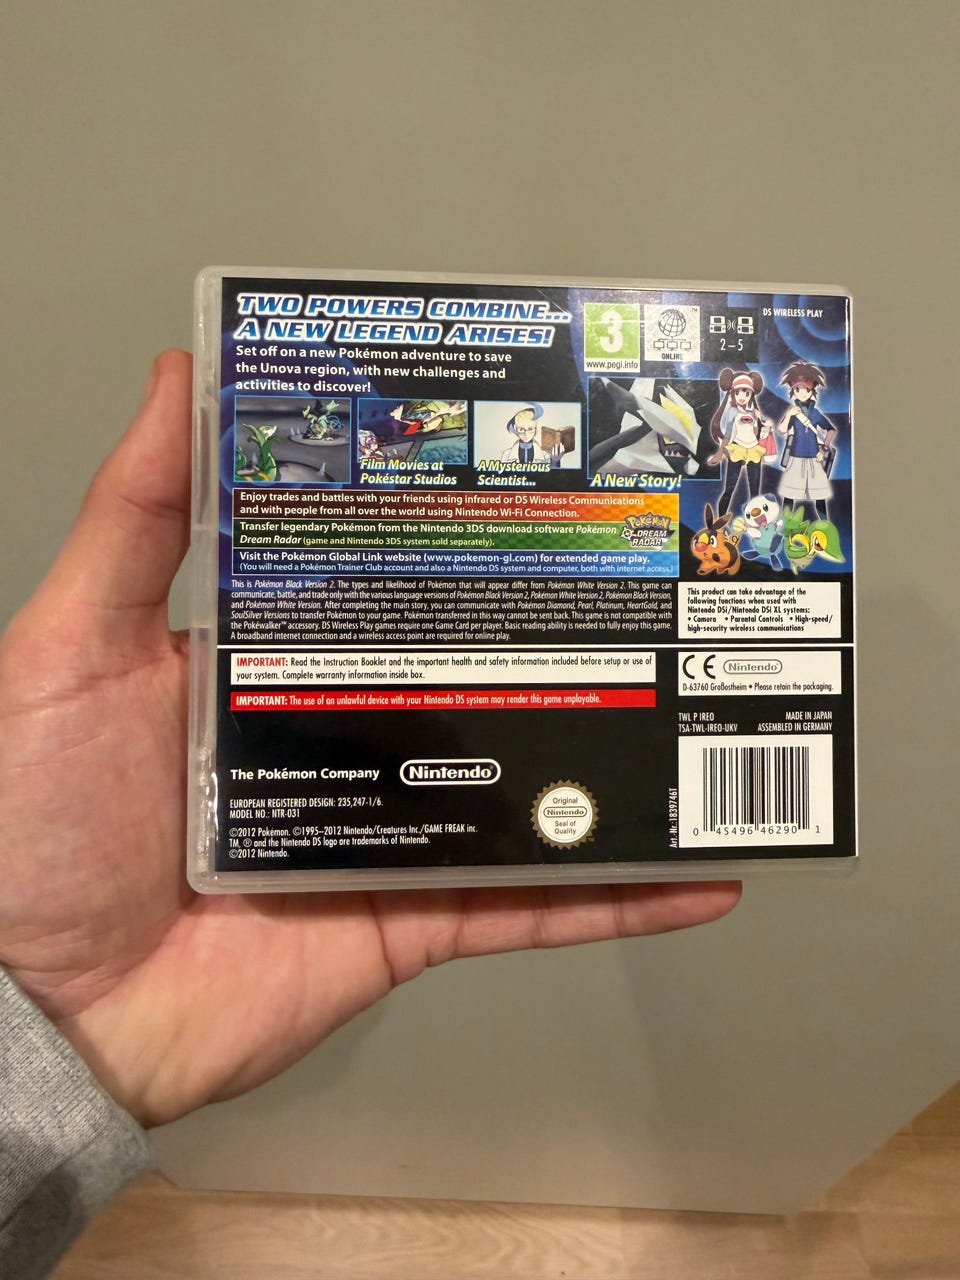 TWO POWERS COMBINE...
A NEW LEGEND ARISES!
Set off on a new Pokémon adventure to save
the Unova region, with new challenges and
activities to discover!
3
www.pegi.info
ONLINE
2–5
DS WIRELESS PLAY
Film Movies at
Pokéstar Studios
A Mysterious
Scientist...
A New Story!
Enjoy trades and battles with your friends using infrared or DS Wireless Communications
and with people from all over the world using Nintendo Wi-Fi Connection.
Transfer legendary Pokémon from the Nintendo 3DS download software Pokémon
Dream Radar (game and Nintendo 3DS system sold separately).
Pokémon
DREAM
RADAR
Visit the Pokémon Global Link website (www.pokemon-gl.com) for extended game play.
(You will need a Pokémon Trainer Club account and also a Nintendo DS system and computer, both with internet access.)
This is Pokémon Black Version 2. The types and likelihood of Pokémon that will appear differ from Pokémon White Version 2. This game can
communicate, battle, and trade only with the various language versions of Pokémon Black Version 2, Pokémon White Version 2, Pokémon Black Version,
and Pokémon White Version. After completing the main story, you can communicate with Pokémon Diamond, Pearl, Platinum, HeartGold, and
SoulSilver Versions to transfer Pokémon to your game. Pokémon transferred in this way cannot be sent back. This game is not compatible with
the Pokéwalker™ accessory. DS Wireless Play games require one Game Card per player. Basic reading ability is needed to fully enjoy this game.
A broadband internet connection and a wireless access point are required for online play.
This product can take advantage of the
following functions when used with
Nintendo DSi/Nintendo DSi XL systems:
• Camera • Parental Controls • High-speed/
high-security wireless communications
IMPORTANT: Read the Instruction Booklet and the important health and safety information included before setup or use of
your system. Complete warranty information inside box.
IMPORTANT: The use of an unlawful device with your Nintendo DS system may render this game unplayable.
CE Nintendo
D-63760 Großostheim • Please retain the packaging.
TWL P IREO MADE IN JAPAN
TSA-TWL-IREO-UKV ASSEMBLED IN GERMANY
The Pokémon Company Nintendo
EUROPEAN REGISTERED DESIGN: 235,247-1/6.
MODEL NO.: NTR-031
©2012 Pokémon. ©1995–2012 Nintendo/Creatures Inc./GAME FREAK inc.
TM, ® and the Nintendo DS logo are trademarks of Nintendo.
©2012 Nintendo.
Original
Nintendo
Seal of
Quality
Art.-Nr.: 1839746T
0 45496 46290 1